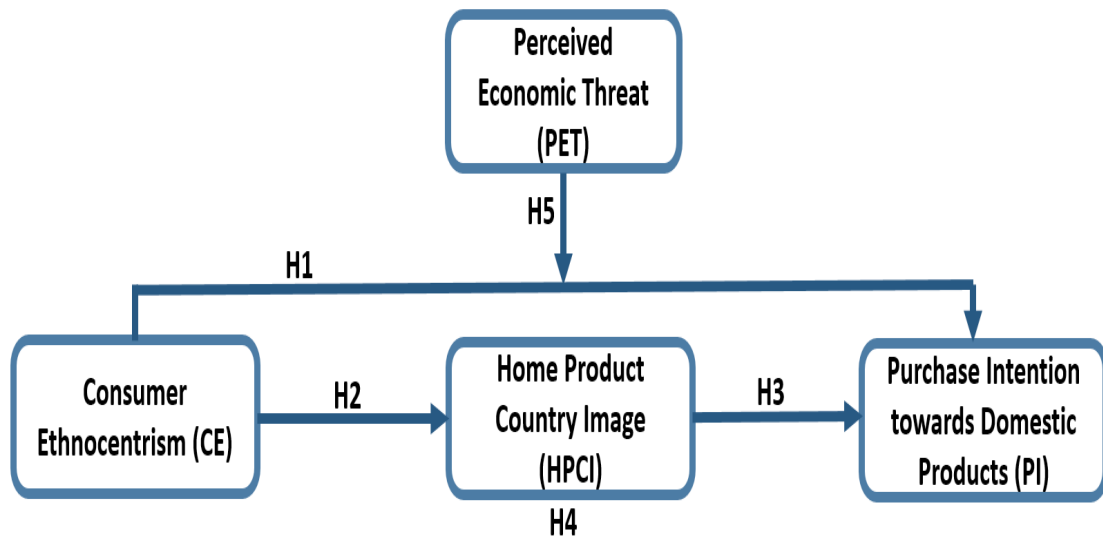 Perceived
Economic Threat
(PET)
H5
H1
Consumer
Ethnocentrism (CE)
H2
Home Product
Country Image
(HPCI)
H4
H3
Purchase Intention
towards Domestic
Products (PI)